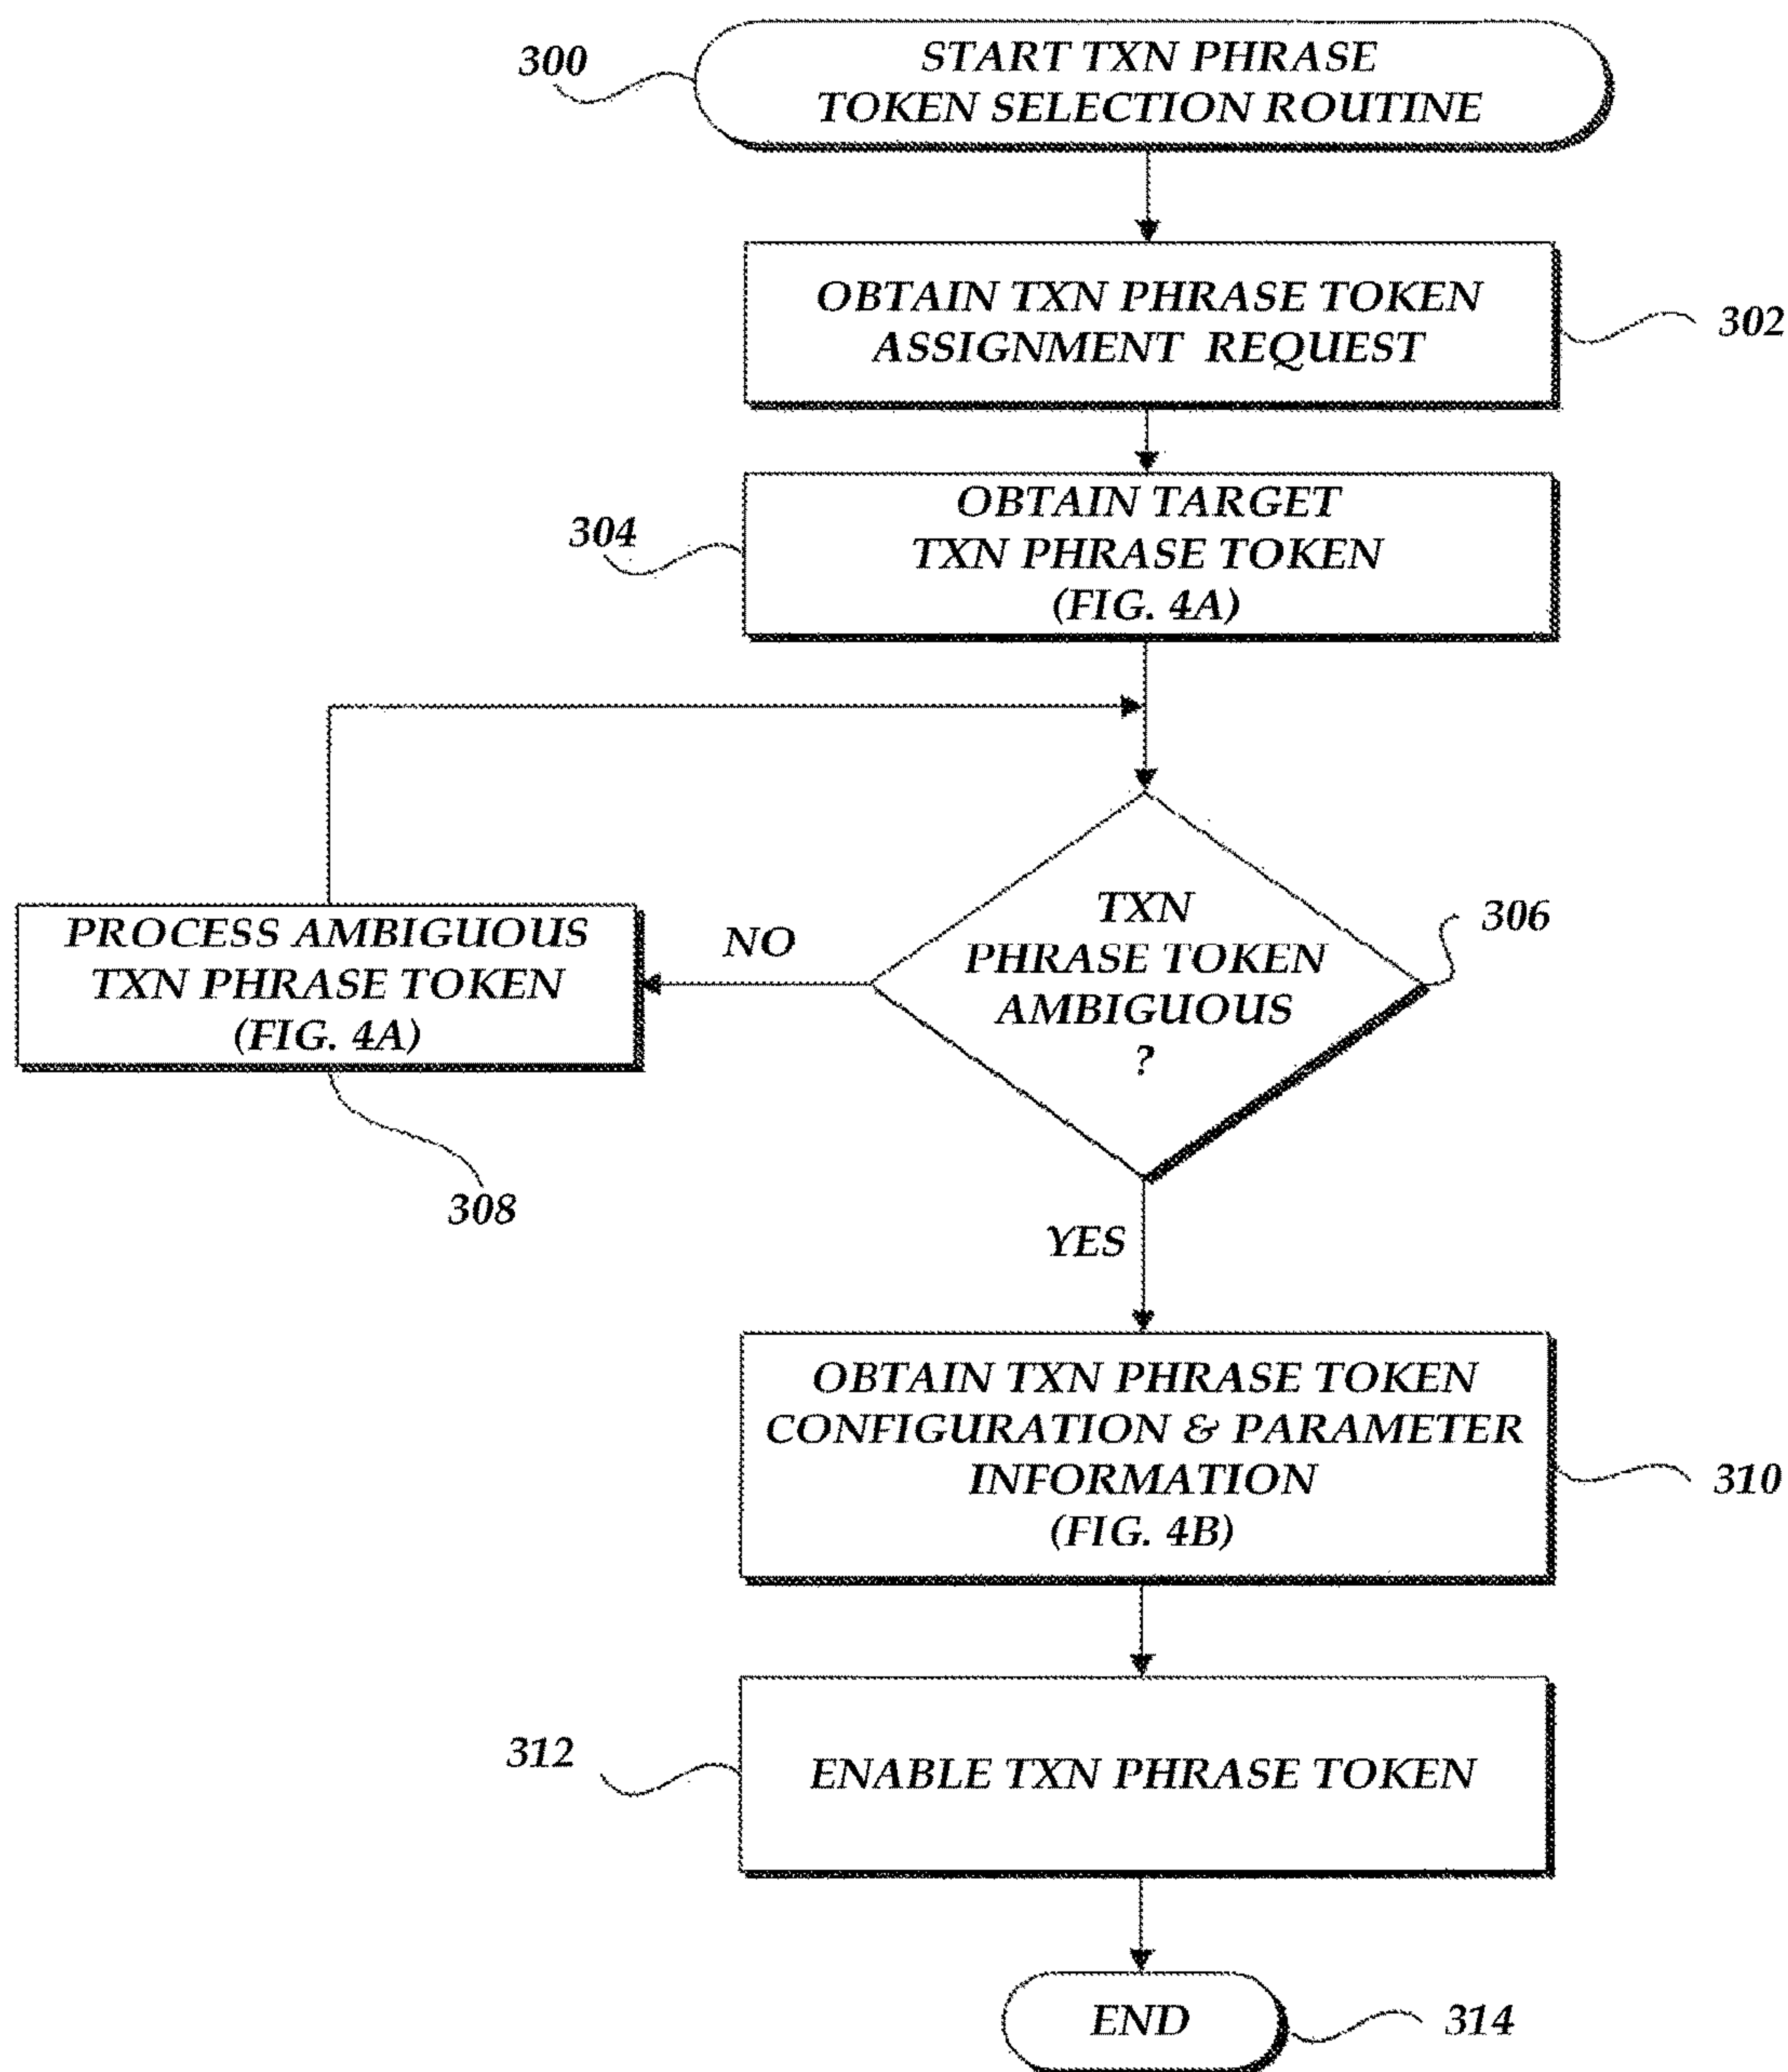 300
START TXN PHRASE
TOKEN SELECTION ROUTINE
OBTAIN TXN PHRASE TOKEN
ASSIGNMENT REQUEST
302
304
OBTAIN TARGET
TXN PHRASE TOKEN
(FIG. 4A)
PROCESS AMBIGUOUS
TXN PHRASE TOKEN
(FIG. 4A)
308
NO
TXN
PHRASE TOKEN
AMBIGUOUS
?
306
YES
OBTAIN TXN PHRASE TOKEN
CONFIGURATION & PARAMETER
INFORMATION
(FIG. 4B)
310
312
ENABLE TXN PHRASE TOKEN
END
314